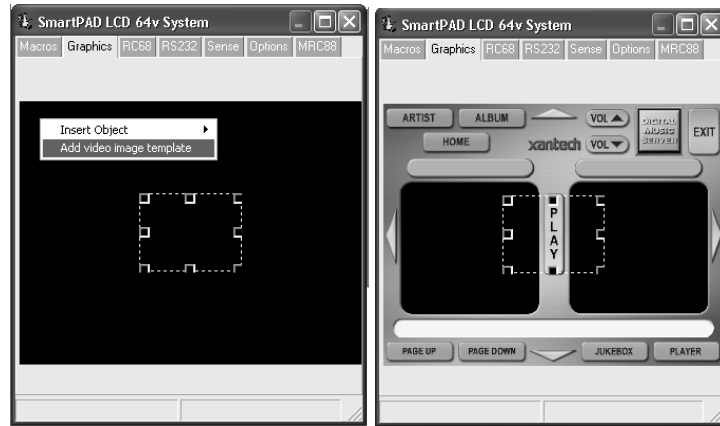 SmartPAD LCD 64v System
Macros Graphics RC68 RS232 Sense Options MRC88
Insert Object
Add video image template
SmartPAD LCD 64v System
Macros Graphics RC68 RS232 Sense Options MRC88
ARTIST ALBUM VOL DIGITAL MUSIC SERVER EXIT
HOME xantech VOL
PLAY
PAGE UP PAGE DOWN JUKEBOX PLAYER